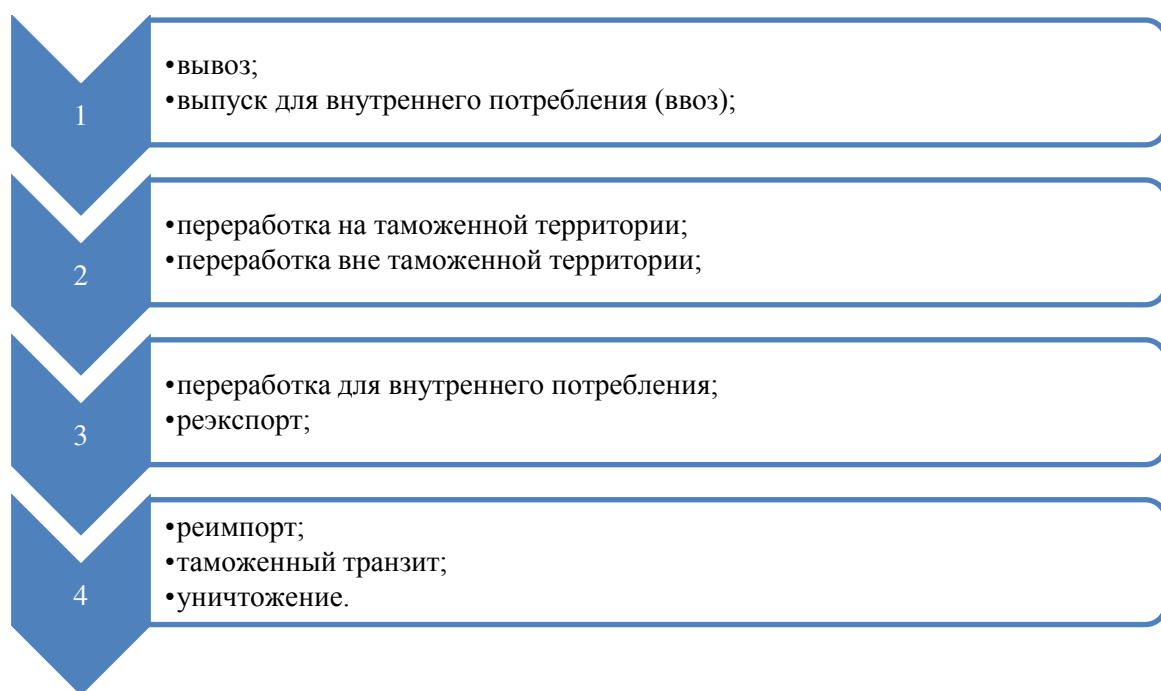 1
•вывоз;
•выпуск для внутреннего потребления (ввоз);
2
•переработка на таможенной территории;
•переработка вне таможенной территории;
3
•переработка для внутреннего потребления;
•реэкспорт;
4
•реимпорт;
•таможенный транзит;
•уничтожение.